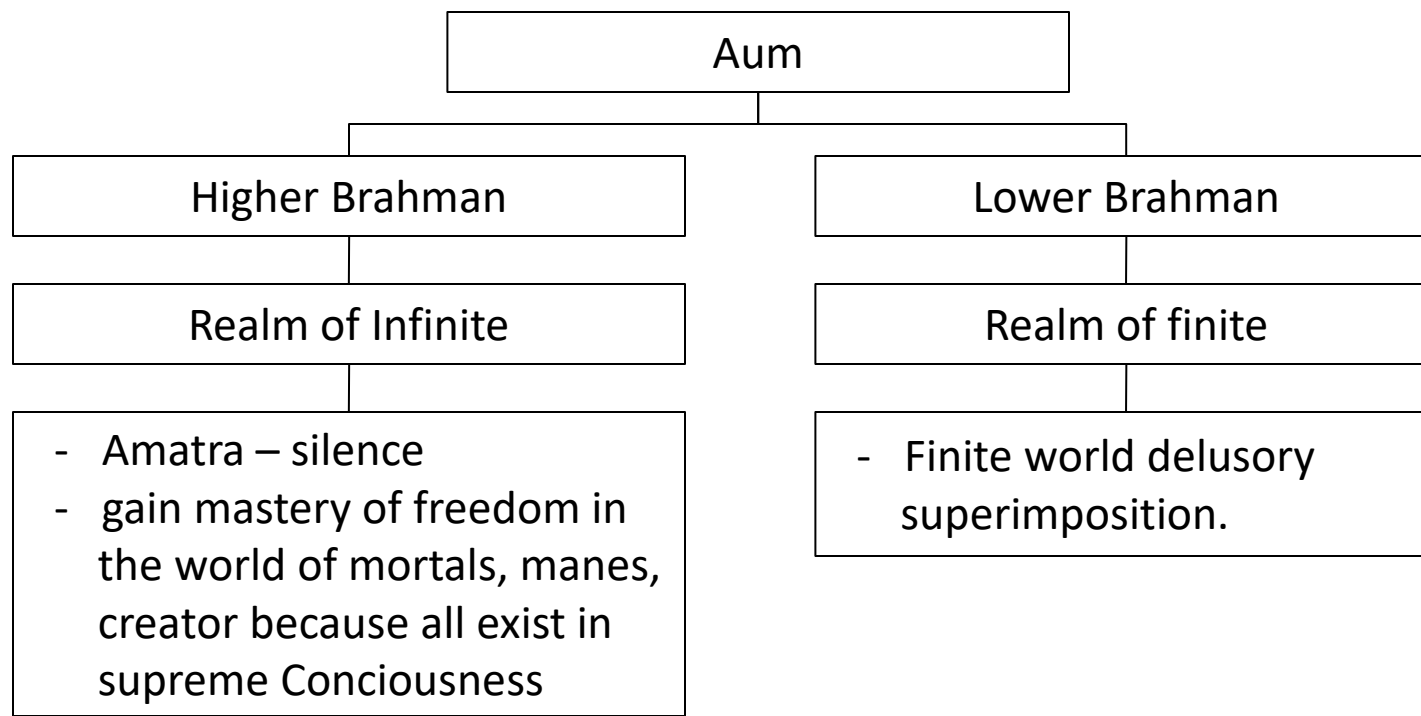 Aum
Higher Brahman
Realm of Infinite
- Amatra – silence
- gain mastery of freedom in
the world of mortals, manes,
creator because all exist in
supreme Conciousness
Lower Brahman
Realm of finite
- Finite world delusory
superimposition.